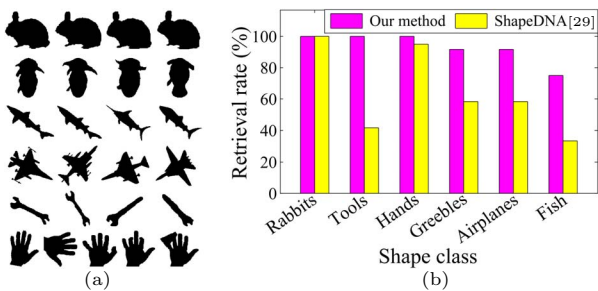 Our method
ShapeDNA[29]
Retrieval rate (%)
100
80
60
40
20
0
Rabbits
Tools
Hands
Greebles
Airplanes
Fish
Shape class
(a)
(b)